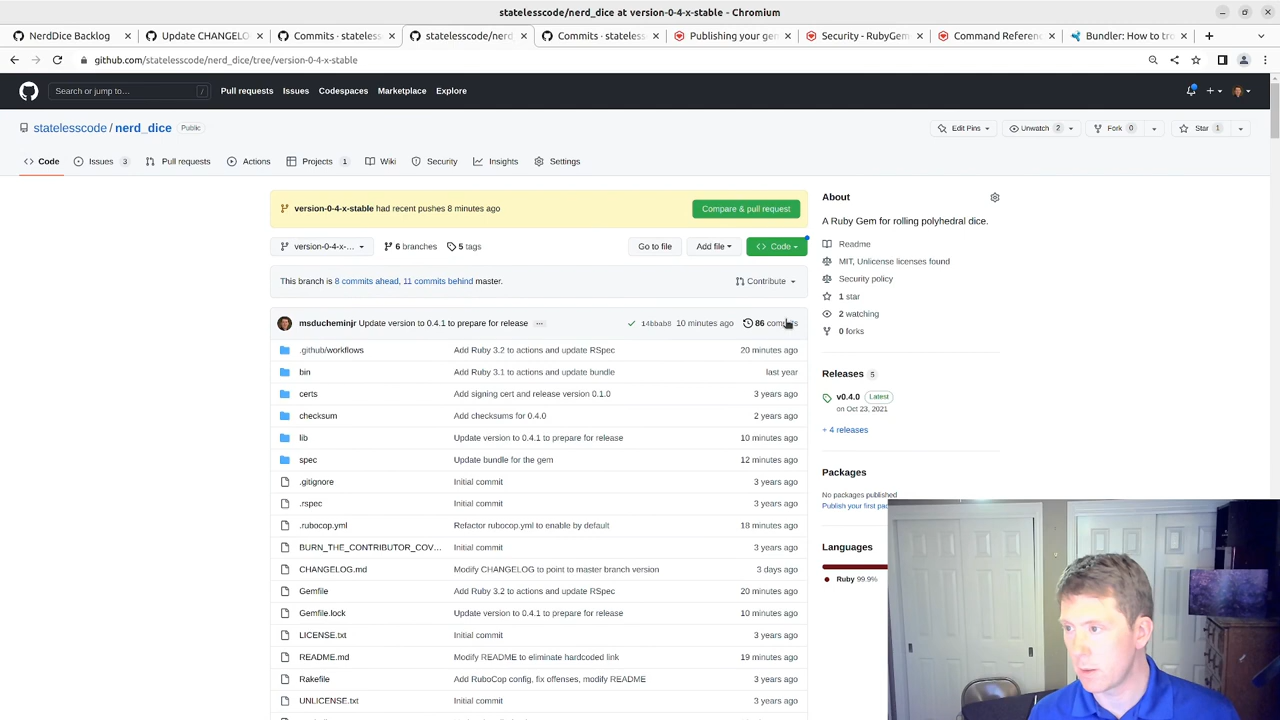 statelesscode/nerd_dice at version-0-4-x-stable - Chromium
NerdDice Backlog
Update CHANGELO
Commits · stateless
statelesscode/nerd
Commits · stateless
Publishing your ge
Security - RubyGem
Command Referenc
Bundler: How to tr
github.com/statelesscode/nerd_dice/tree/version-0-4-x-stable
Search or jump to…
/
Pull requests
Issues
Codespaces
Marketplace
Explore
statelesscode / nerd_dice
Public
Edit Pins
Unwatch 2
Fork 0
Star 1
Code
Issues 3
Pull requests
Actions
Projects 1
Wiki
Security
Insights
Settings
version-0-4-x-stable had recent pushes 8 minutes ago
Compare & pull request
version-0-4-x-...
6 branches
5 tags
Go to file
Add file
Code
This branch is 8 commits ahead, 11 commits behind master.
Contribute
msducheminjr Update version to 0.4.1 to prepare for release ...
14bbab8 10 minutes ago
86 commits
.github/workflows Add Ruby 3.2 to actions and update RSpec 20 minutes ago
bin Add Ruby 3.1 to actions and update bundle last year
certs Add signing cert and release version 0.1.0 3 years ago
checksum Add checksums for 0.4.0 2 years ago
lib Update version to 0.4.1 to prepare for release 10 minutes ago
spec Update bundle for the gem 12 minutes ago
.gitignore Initial commit 3 years ago
.rspec Initial commit 3 years ago
.rubocop.yml Refactor rubocop.yml to enable by default 18 minutes ago
BURN_THE_CONTRIBUTOR_COV... Initial commit 3 years ago
CHANGELOG.md Modify CHANGELOG to point to master branch version 3 days ago
Gemfile Add Ruby 3.2 to actions and update RSpec 20 minutes ago
Gemfile.lock Update version to 0.4.1 to prepare for release 10 minutes ago
LICENSE.txt Initial commit 3 years ago
README.md Modify README to eliminate hardcoded link 19 minutes ago
Rakefile Add RuboCop config, fix offenses, modify README 3 years ago
UNLICENSE.txt Initial commit 3 years ago
About
A Ruby Gem for rolling polyhedral dice.
Readme
MIT, Unlicense licenses found
Security policy
1 star
2 watching
0 forks
Releases 5
v0.4.0 Latest
on Oct 23, 2021
+ 4 releases
Packages
No packages published
Publish your first pac
Languages
Ruby 99.9%